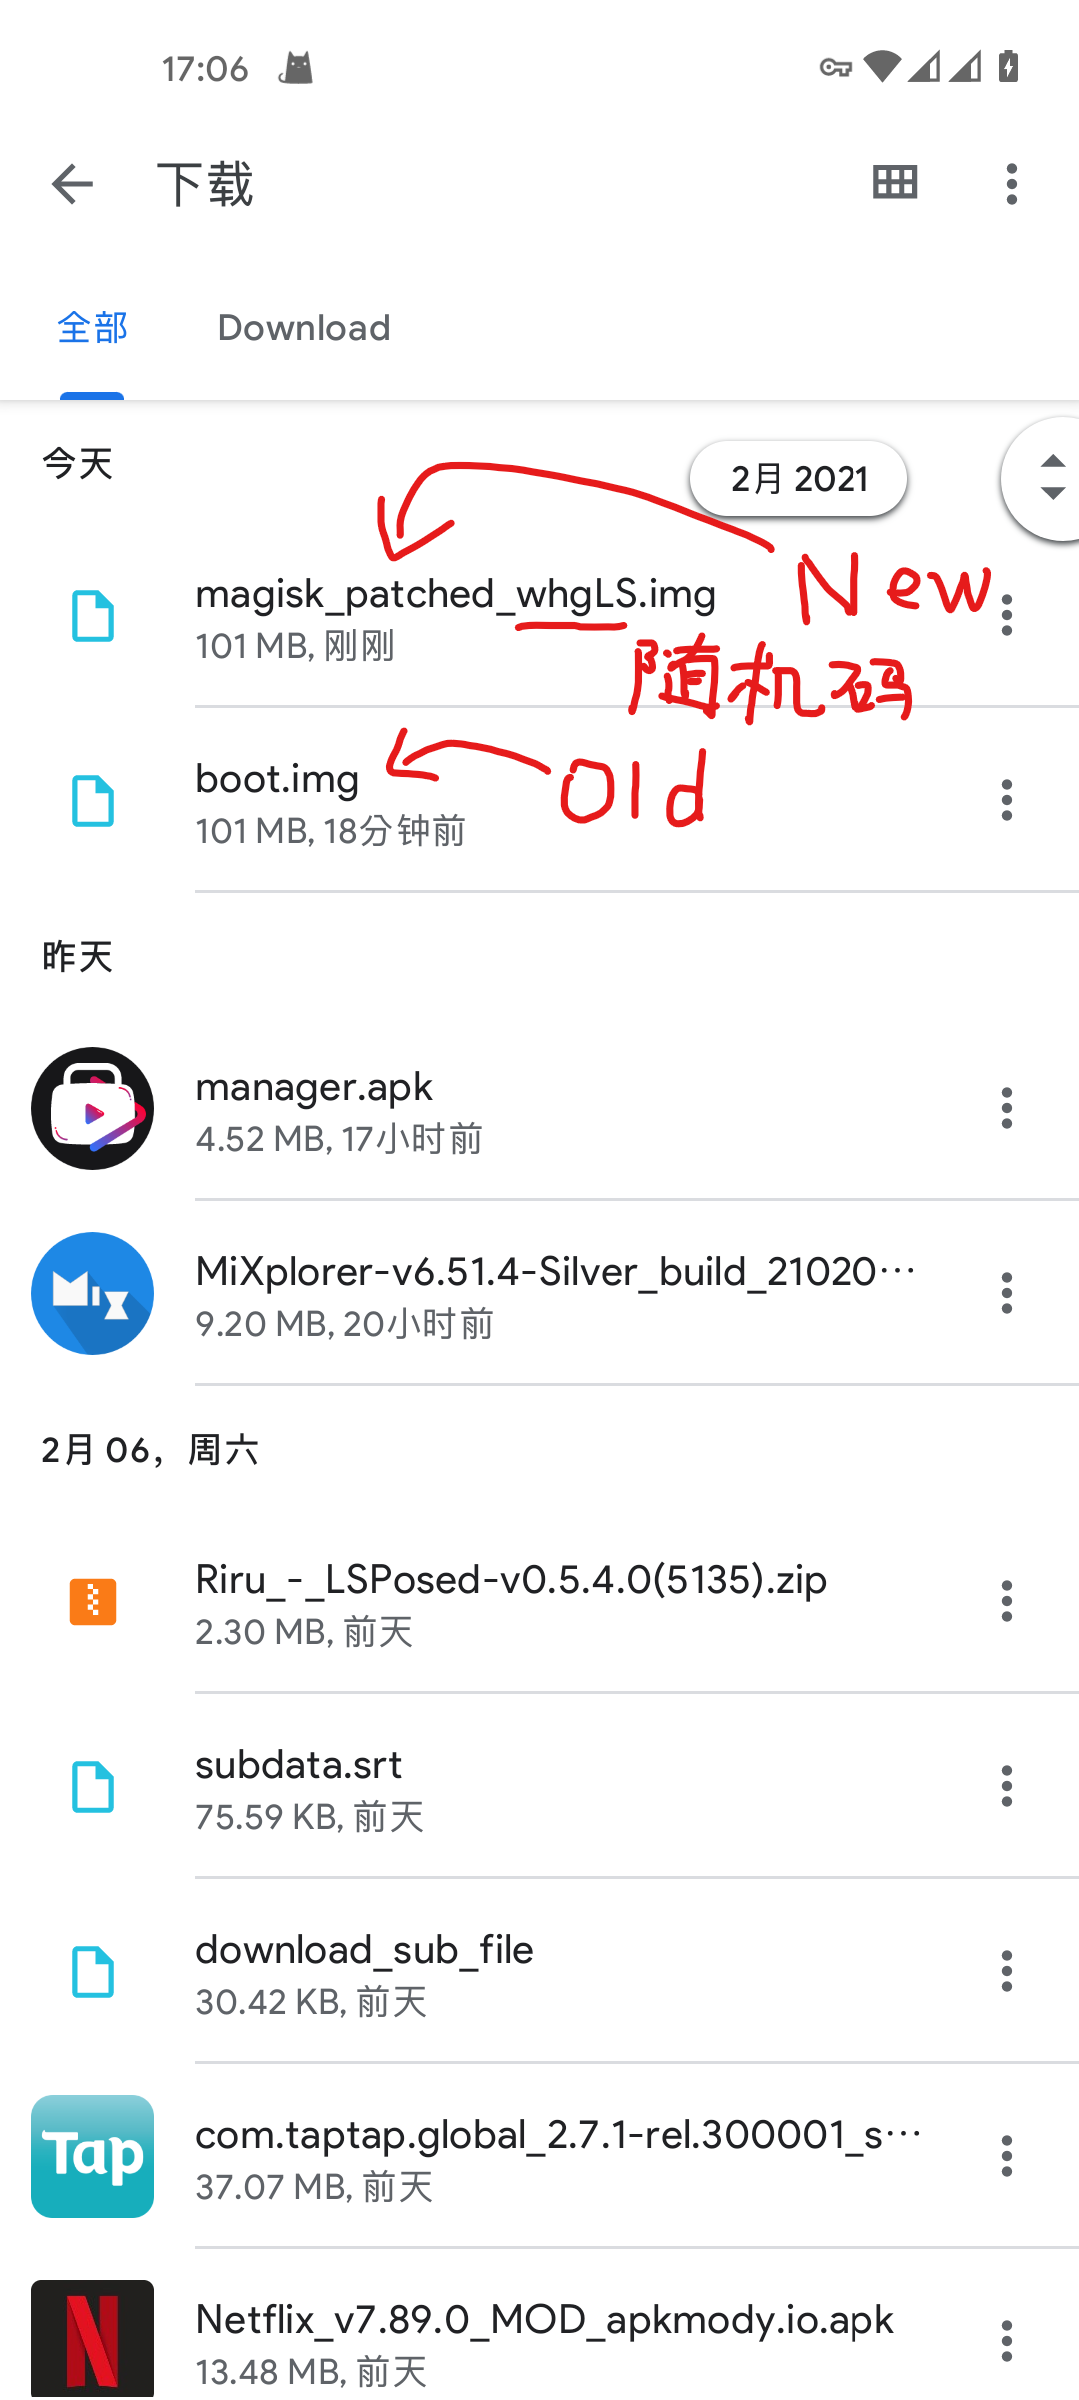 17:06
下载
全部 Download
今天
2月 2021
magisk_patched_whgLS.img
New
101 MB, 刚刚
随机码
boot.img
Old
101 MB, 18分钟前
昨天
manager.apk
4.52 MB, 17小时前
MiXplorer-v6.51.4-Silver_build_21020…
9.20 MB, 20小时前
2月 06，周六
Riru_-_LSPosed-v0.5.4.0(5135).zip
2.30 MB, 前天
subdata.srt
75.59 KB, 前天
download_sub_file
30.42 KB, 前天
Tap
com.taptap.global_2.7.1-rel.300001_s…
37.07 MB, 前天
N
Netflix_v7.89.0_MOD_apkmody.io.apk
13.48 MB, 前天